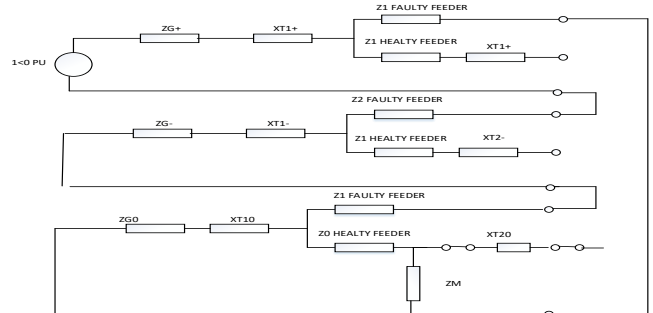 Z1 FAULTY FEEDER
ZG+ XT1+
Z1 HEALTY FEEDER
XT1+
1<0 PU
Z2 FAULTY FEEDER
ZG- XT1-
Z1 HEALTY FEEDER XT2-
Z1 FAULTY FEEDER
ZG0 XT10
Z0 HEALTY FEEDER XT20
ZM